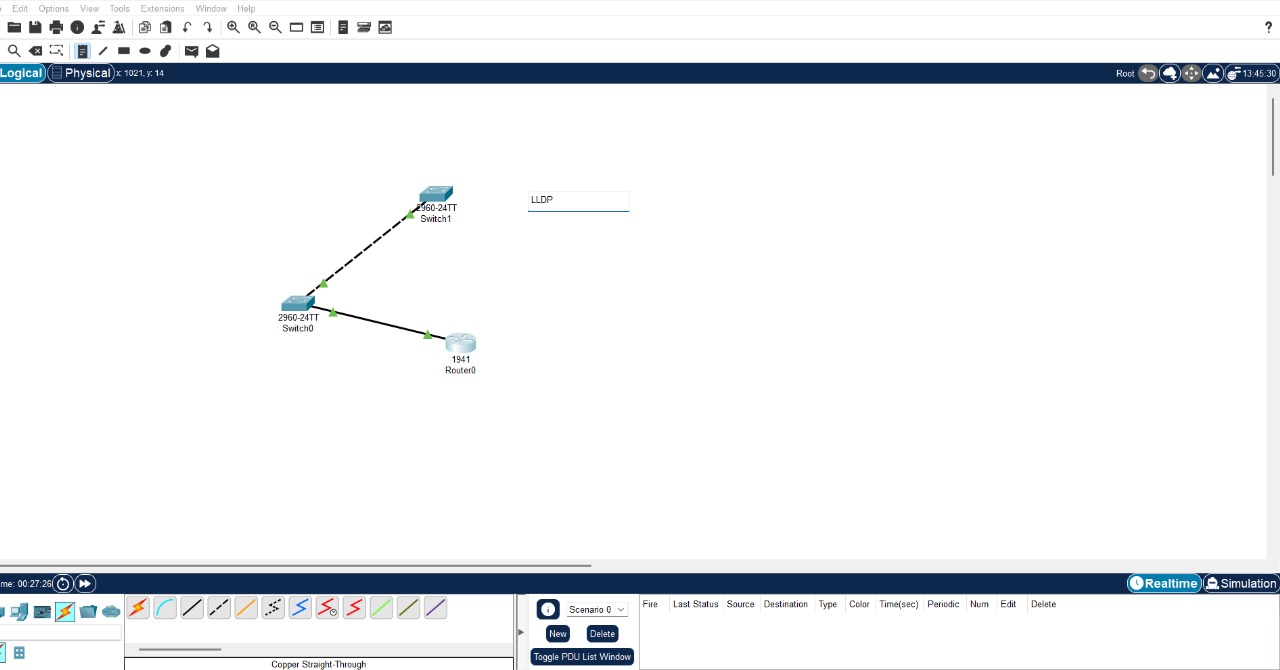 Edit Options View Tools Extensions Window Help
?
Logical Physical x: 1021, y: 14 Root 13:45:30
2960-24TT
Switch1
LLDP
2960-24TT
Switch0
1941
Router0
me: 00:27:26 Realtime Simulation
Scenario 0
New Delete
Toggle PDU List Window
Fire Last Status Source Destination Type Color Time(sec) Periodic Num Edit Delete
Copper Straight-Through